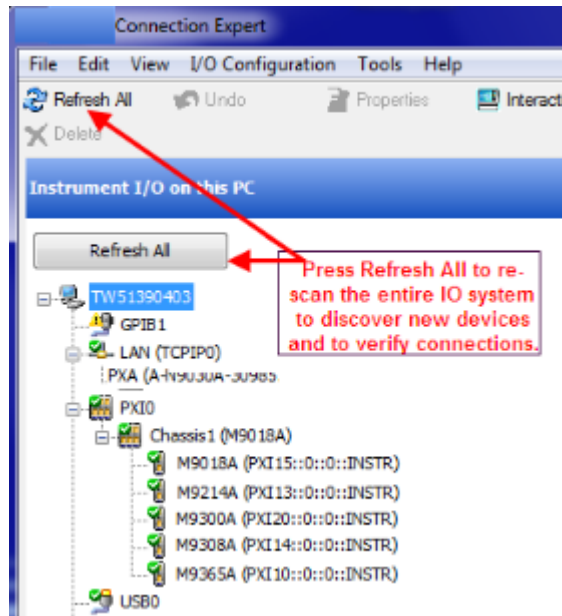 Connection Expert
File Edit View I/O Configuration Tools Help
Refresh All Undo Properties Interact
Delete
Instrument I/O on this PC
Refresh All
Press Refresh All to re-
scan the entire IO system
to discover new devices
and to verify connections.
TW51390403
GPIB1
LAN (TCPIP0)
PXA (A-N9030A-30985
PXI0
Chassis1 (M9018A)
M9018A (PXI15::0::0::INSTR)
M9214A (PXI13::0::0::INSTR)
M9300A (PXI20::0::0::INSTR)
M9308A (PXI14::0::0::INSTR)
M9365A (PXI10::0::0::INSTR)
USB0